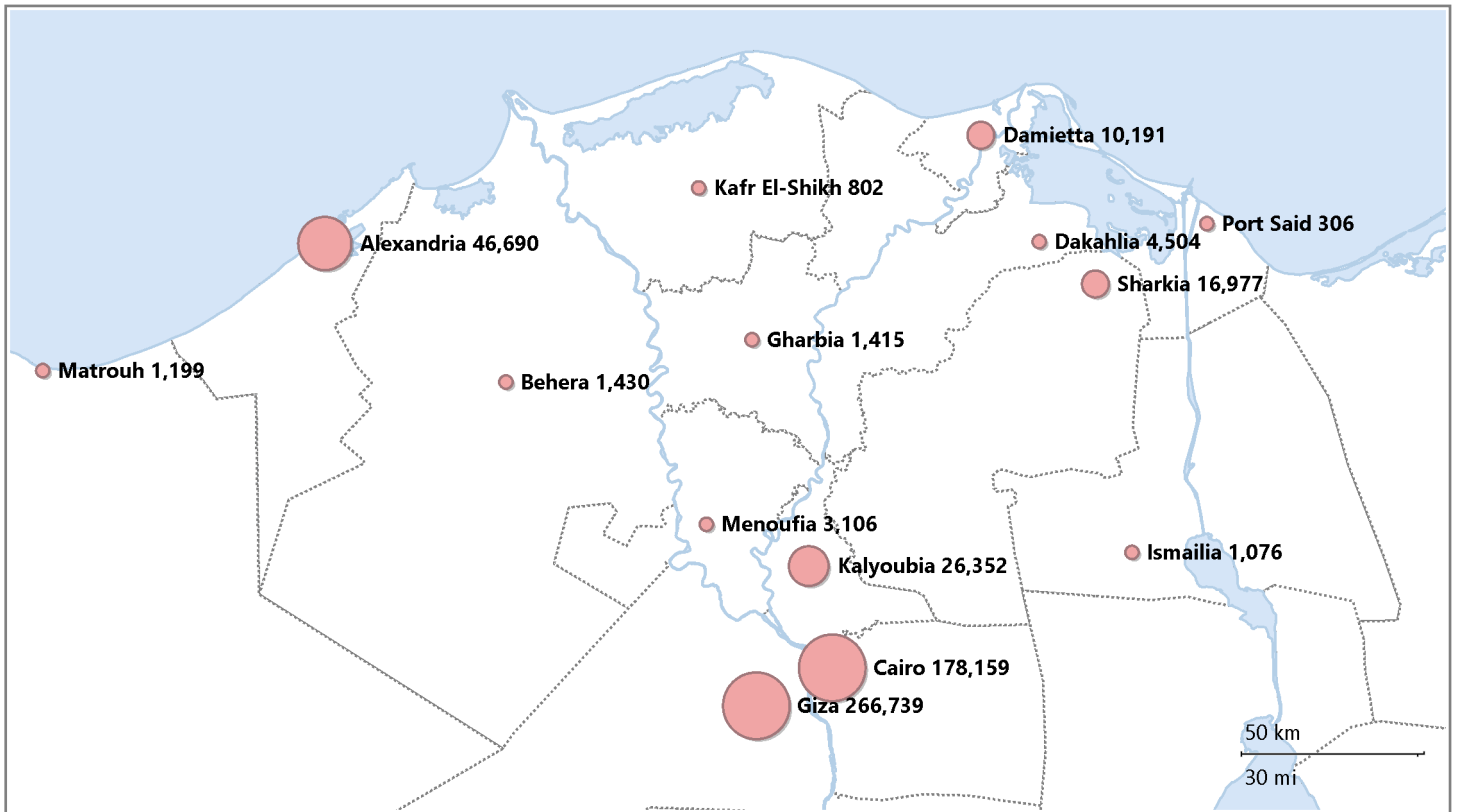 Damietta 10,191
Kafr El-Shikh 802
Port Said 306
Alexandria 46,690
Dakahlia 4,504
Sharkia 16,977
Gharbia 1,415
Matrouh 1,199
Behera 1,430
Menoufia 3,106
Ismailia 1,076
Kalyoubia 26,352
Cairo 178,159
Giza 266,739
50 km
30 mi